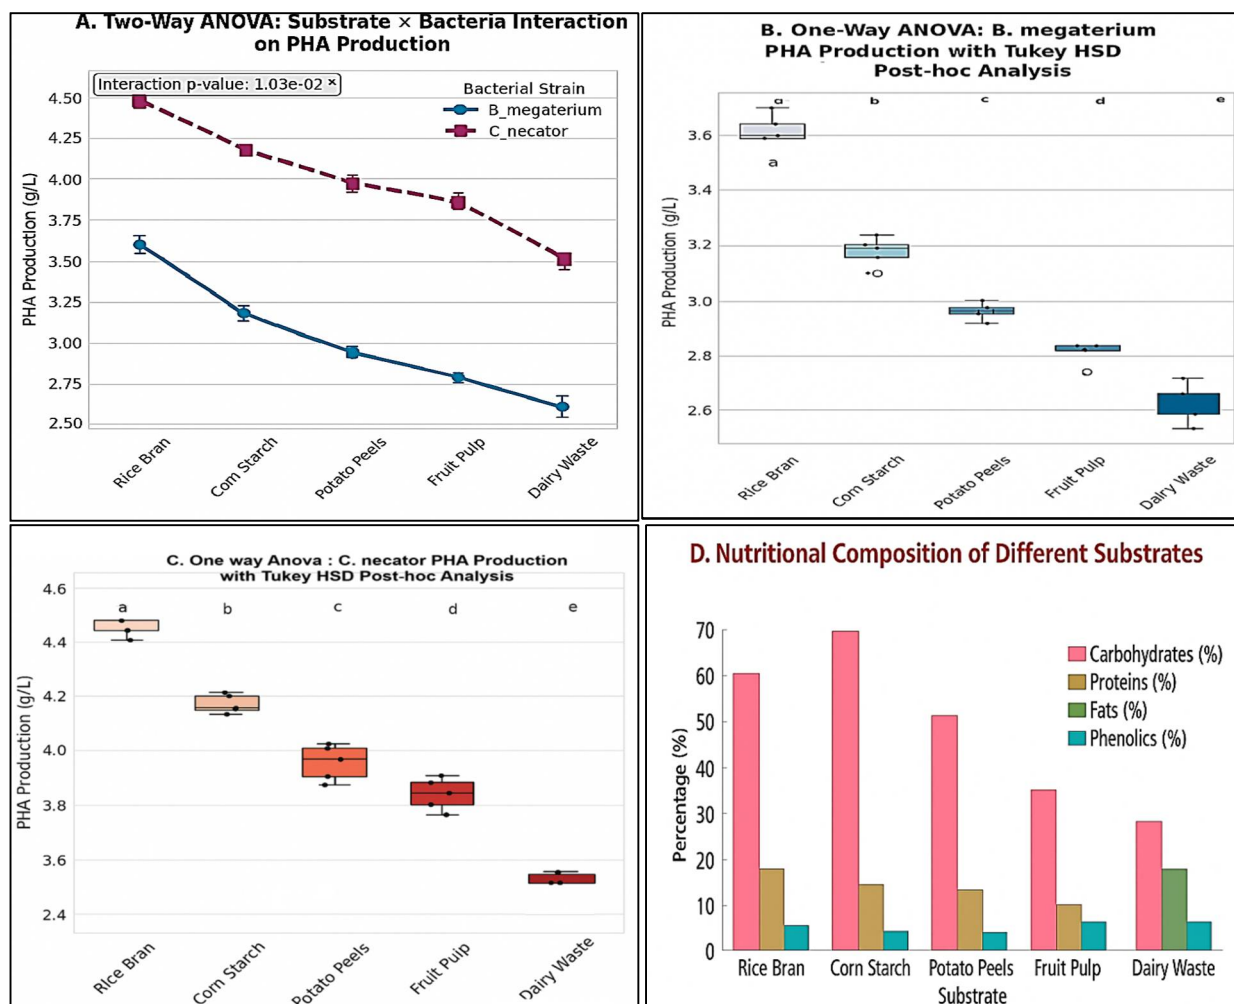 A. Two-Way ANOVA: Substrate × Bacteria Interaction
on PHA Production
Interaction p-value: 1.03e-02 *
Bacterial Strain
B_megaterium
C_necator
PHA Production (g/L)
4.50
4.25
4.00
3.75
3.50
3.25
3.00
2.75
2.50
Rice Bran
Corn Starch
Potato Peels
Fruit Pulp
Dairy Waste
B. One-Way ANOVA: B. megaterium
PHA Production with Tukey HSD
Post-hoc Analysis
a b c d e
a
PHA Production (g/L)
3.6
3.4
3.2
3.0
2.8
2.6
Rice Bran
Corn Starch
Potato Peels
Fruit Pulp
Dairy Waste
C. One way Anova : C. necator PHA Production
with Tukey HSD Post-hoc Analysis
a b c d e
PHA Production (g/L)
4.6
4.4
4.2
4.0
3.8
3.6
2.4
Rice Bran
Corn Starch
Potato Peels
Fruit Pulp
Dairy Waste
D. Nutritional Composition of Different Substrates
Carbohydrates (%)
Proteins (%)
Fats (%)
Phenolics (%)
Percentage (%)
70
60
50
40
30
20
10
0
Rice Bran
Corn Starch
Potato Peels
Fruit Pulp
Dairy Waste
Substrate